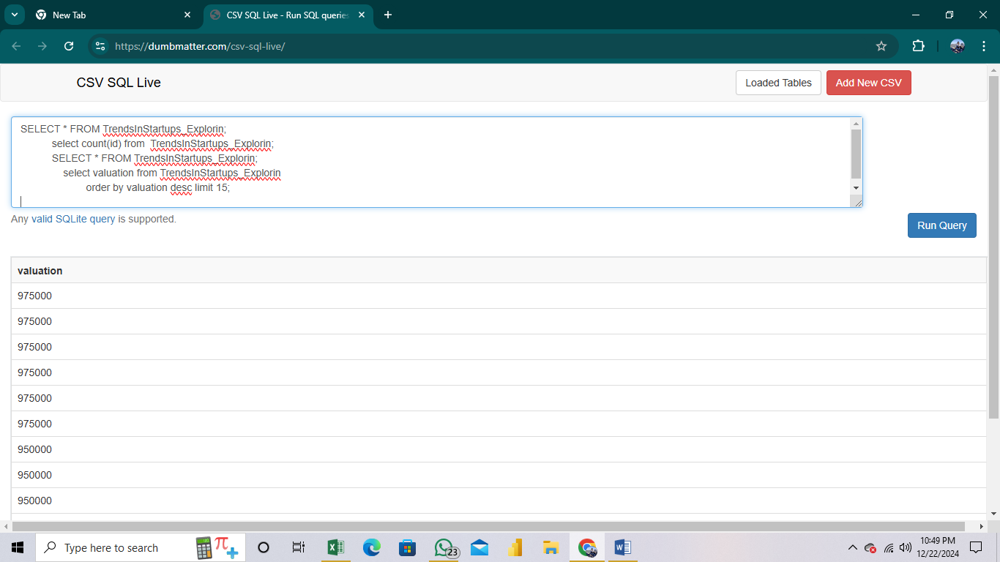 New Tab
CSV SQL Live - Run SQL queries
https://dumbmatter.com/csv-sql-live/
CSV SQL Live
Loaded Tables
Add New CSV
SELECT * FROM TrendsInStartups_Explorin;
select count(id) from TrendsInStartups_Explorin;
SELECT * FROM TrendsInStartups_Explorin;
select valuation from TrendsInStartups_Explorin
order by valuation desc limit 15;
Any valid SQLite query is supported.
Run Query
valuation
975000
975000
975000
975000
975000
975000
950000
950000
950000
Type here to search
23
10:49 PM
12/22/2024